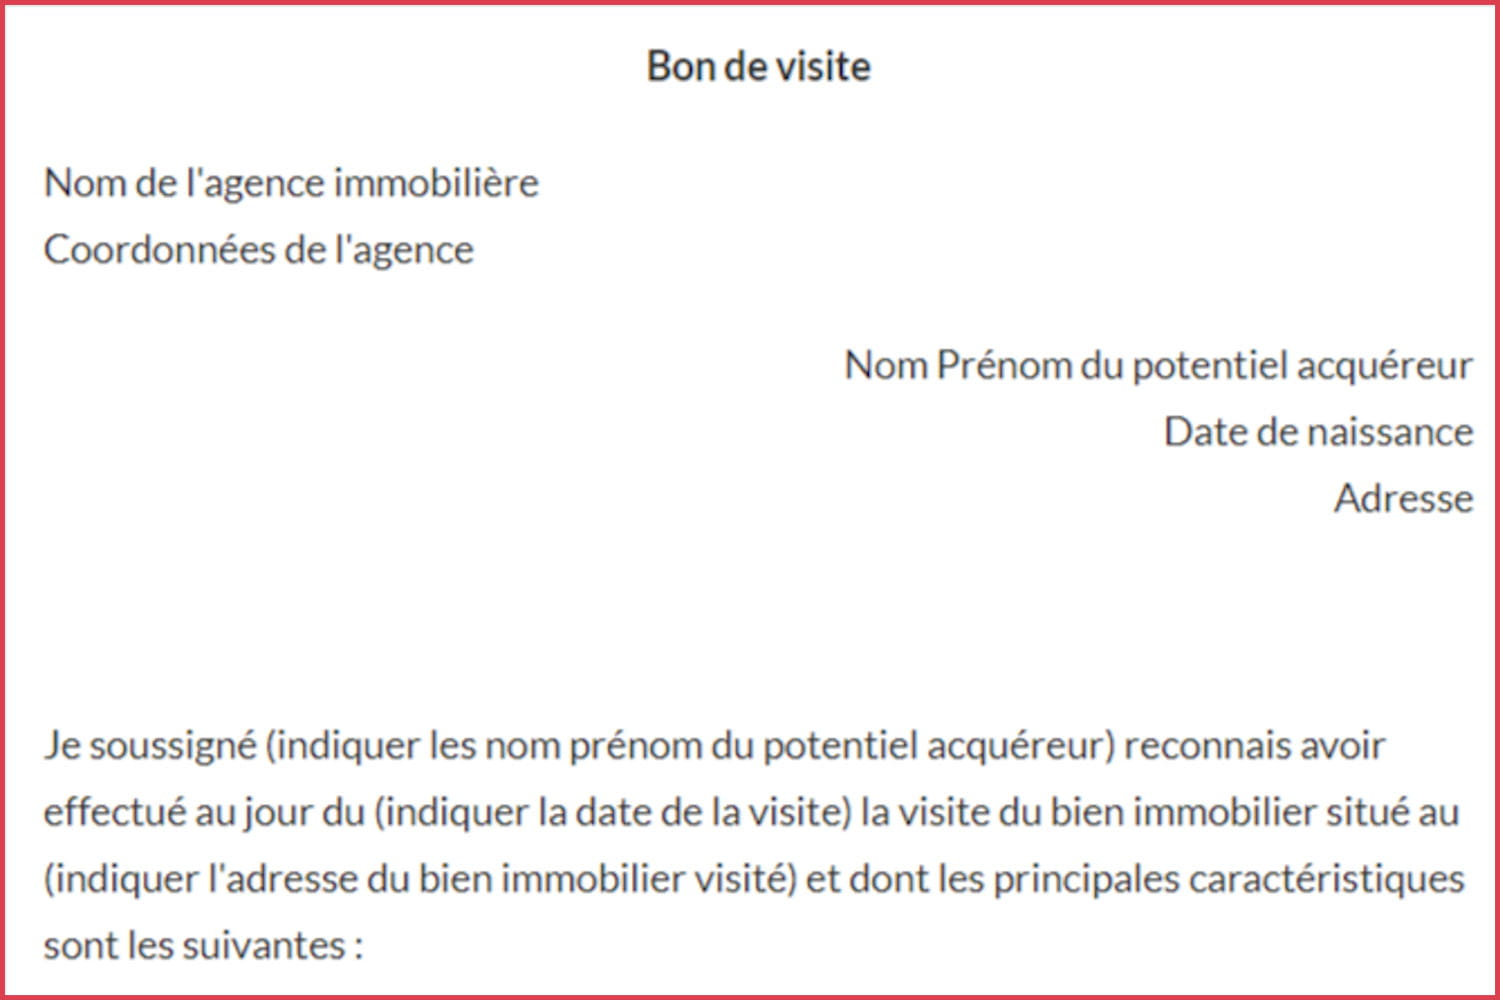 Bon de visite
Nom de l'agence immobilière
Coordonnées de l'agence
Nom Prénom du potentiel acquéreur
Date de naissance
Adresse
Je soussigné (indiquer les nom prénom du potentiel acquéreur) reconnais avoir
effectué au jour du (indiquer la date de la visite) la visite du bien immobilier situé au
(indiquer l'adresse du bien immobilier visité) et dont les principales caractéristiques
sont les suivantes :